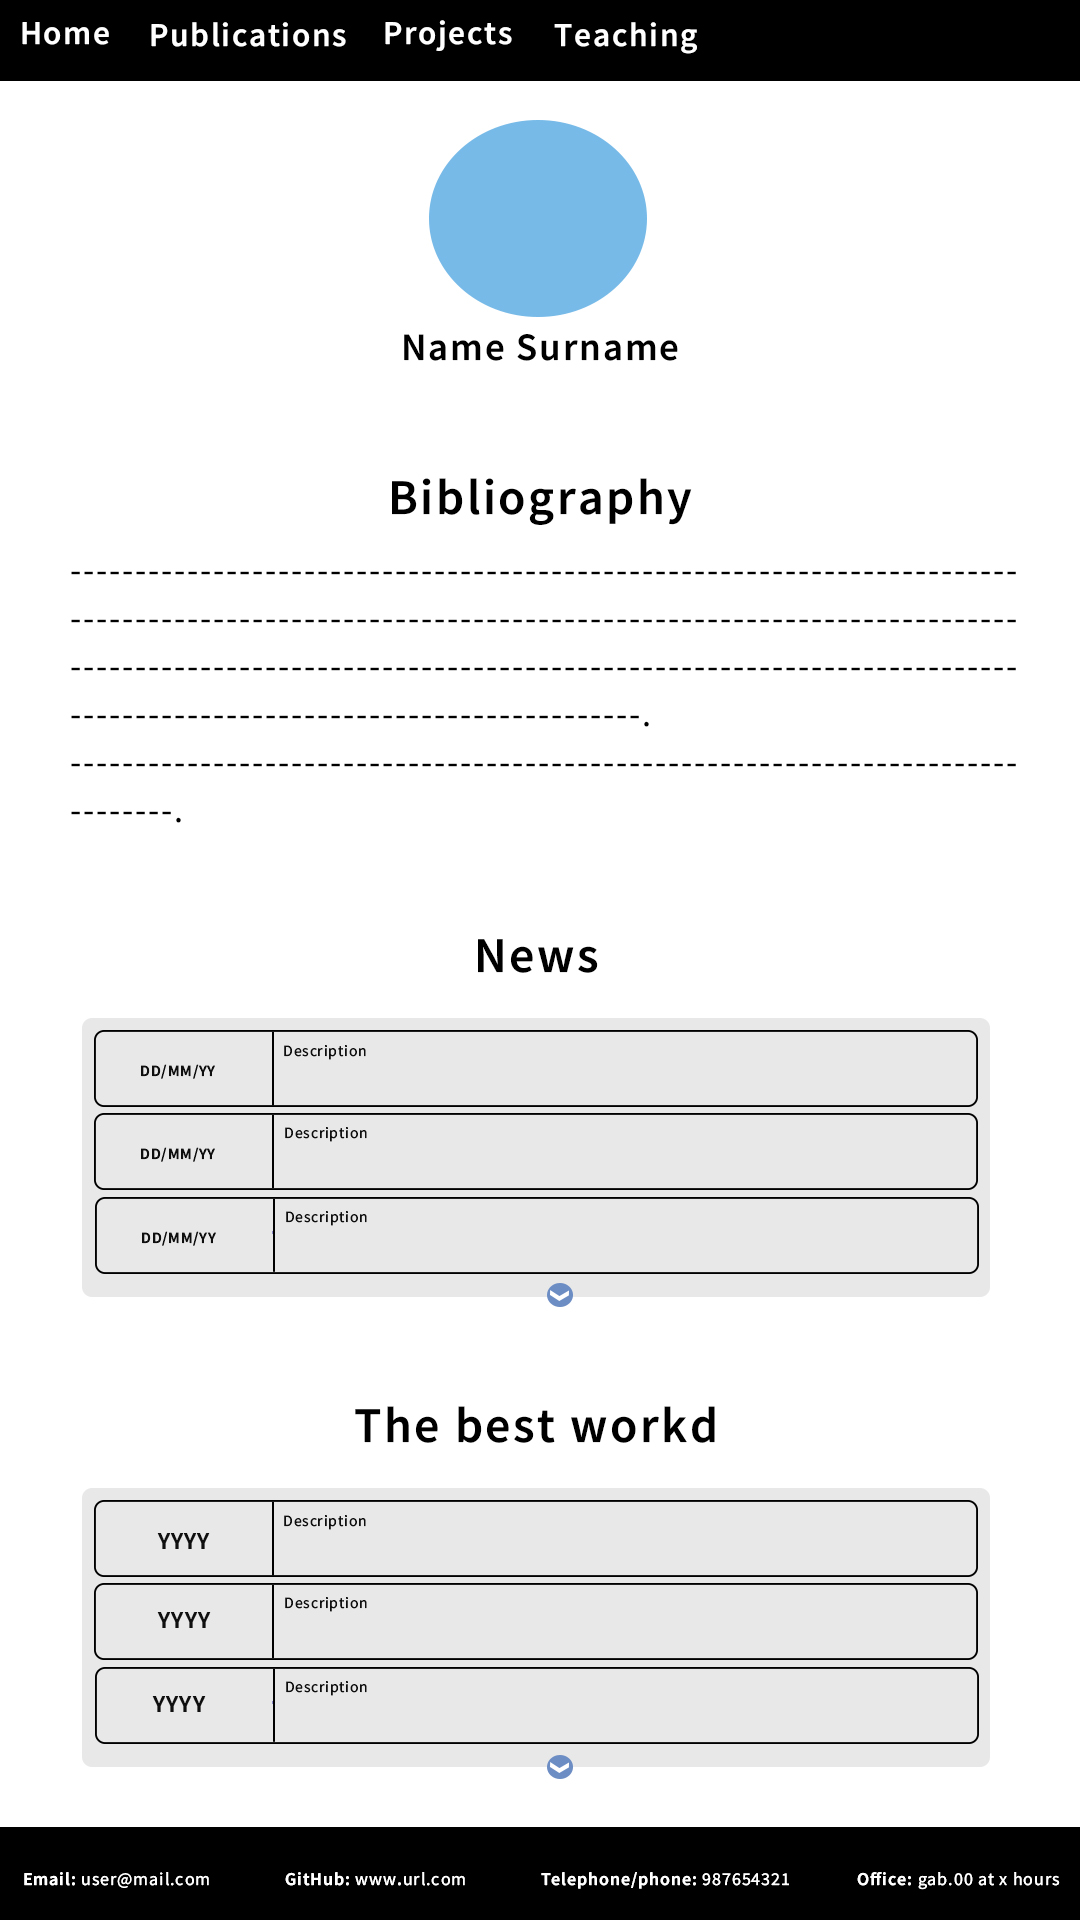 Home Publications Projects Teaching
Name Surname
Bibliography
-------------------------------------------------------------------------
-------------------------------------------------------------------------
-------------------------------------------------------------------------
--------------------------------------------.
-------------------------------------------------------------------------
--------.
News
DD/MM/YY Description
DD/MM/YY Description
DD/MM/YY Description
The best workd
YYYY Description
YYYY Description
YYYY Description
Email: user@mail.com GitHub: www.url.com Telephone/phone: 987654321 Office: gab.00 at x hours